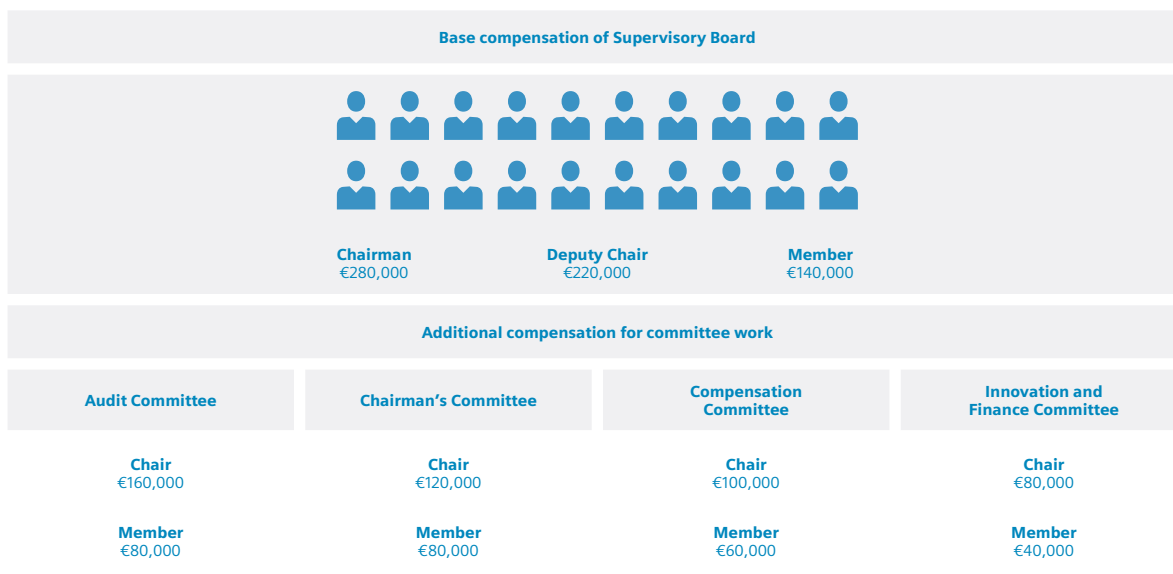 Base compensation of Supervisory Board
Chairman
€280,000
Deputy Chair
€220,000
Member
€140,000
Additional compensation for committee work
Audit Committee
Chair
€160,000
Member
€80,000
Chairman’s Committee
Chair
€120,000
Member
€80,000
Compensation
Committee
Chair
€100,000
Member
€60,000
Innovation and
Finance Committee
Chair
€80,000
Member
€40,000